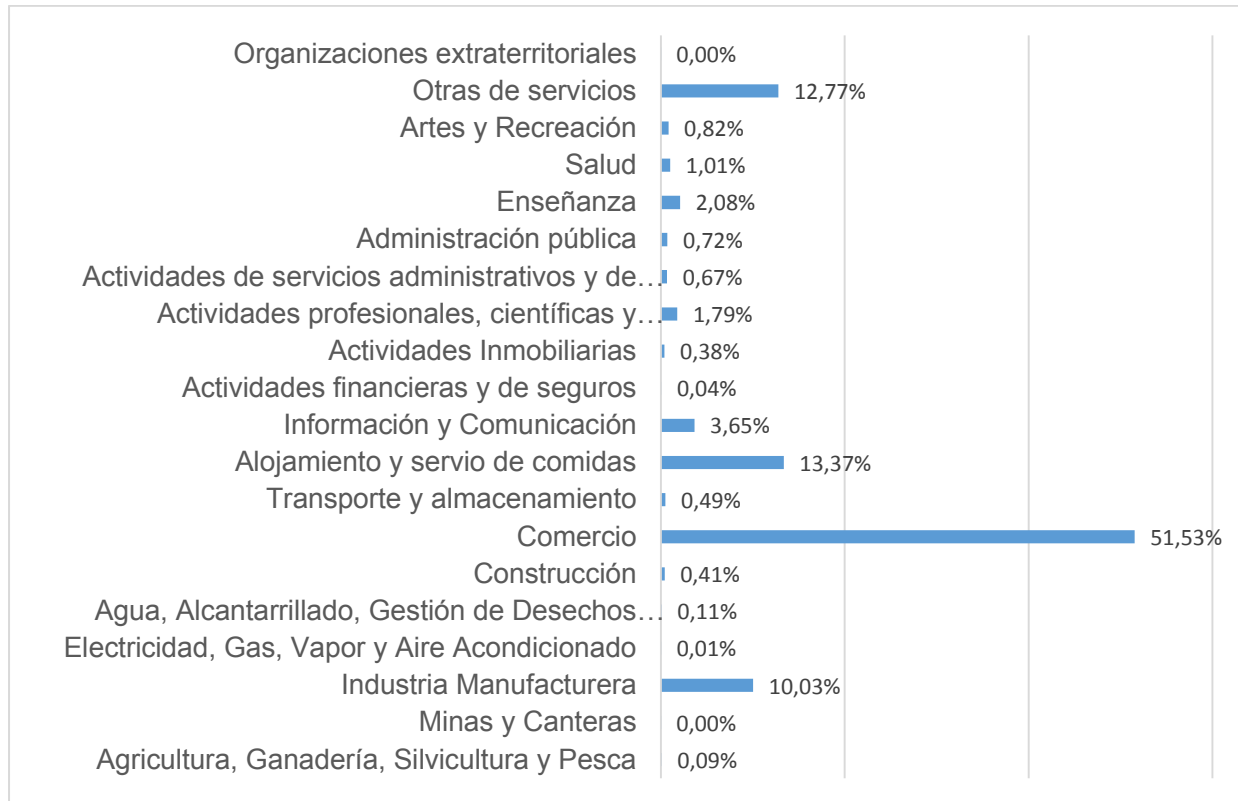 Organizaciones extraterritoriales 0,00%
Otras de servicios 12,77%
Artes y Recreación 0,82%
Salud 1,01%
Enseñanza 2,08%
Administración pública 0,72%
Actividades de servicios administrativos y de… 0,67%
Actividades profesionales, científicas y… 1,79%
Actividades Inmobiliarias 0,38%
Actividades financieras y de seguros 0,04%
Información y Comunicación 3,65%
Alojamiento y servio de comidas 13,37%
Transporte y almacenamiento 0,49%
Comercio 51,53%
Construcción 0,41%
Agua, Alcantarrillado, Gestión de Desechos… 0,11%
Electricidad, Gas, Vapor y Aire Acondicionado 0,01%
Industria Manufacturera 10,03%
Minas y Canteras 0,00%
Agricultura, Ganadería, Silvicultura y Pesca 0,09%